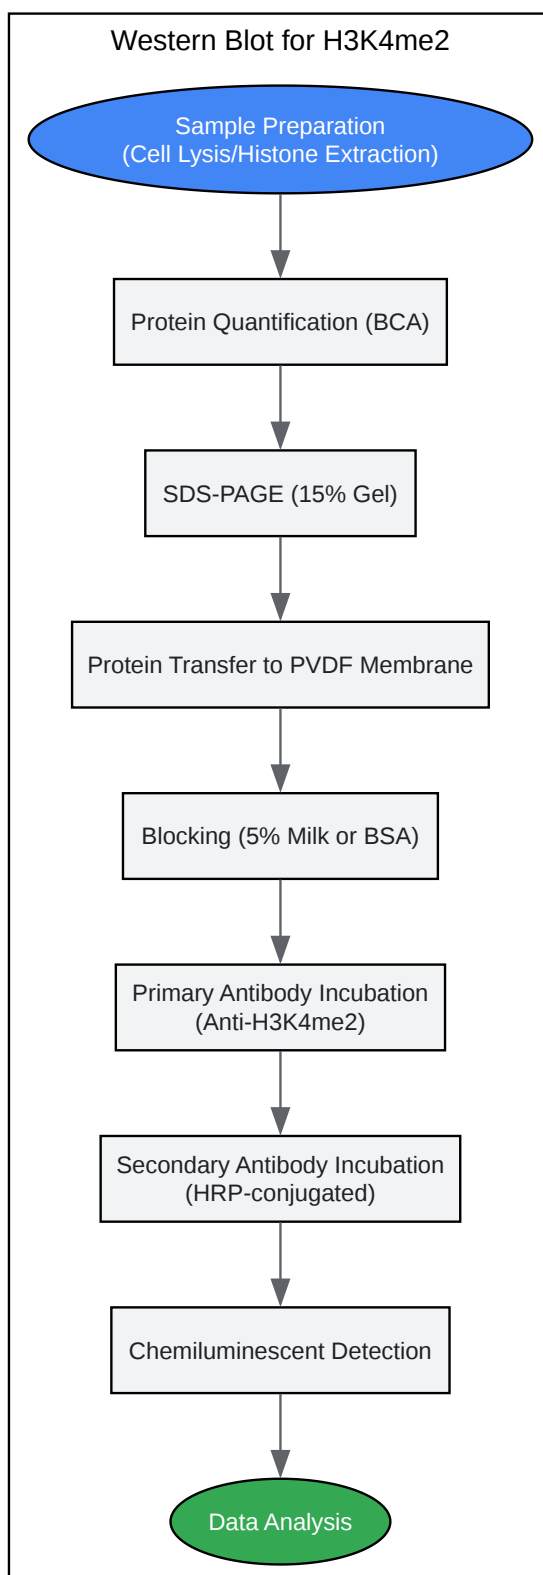 Western Blot for H3K4me2
Sample Preparation
(Cell Lysis/Histone Extraction)
Protein Quantification (BCA)
SDS-PAGE (15% Gel)
Protein Transfer to PVDF Membrane
Blocking (5% Milk or BSA)
Primary Antibody Incubation
(Anti-H3K4me2)
Secondary Antibody Incubation
(HRP-conjugated)
Chemiluminescent Detection
Data Analysis